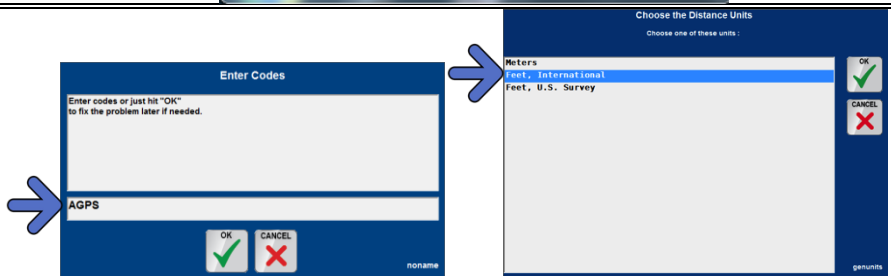 Enter Codes
Enter codes or just hit "OK"
to fix the problem later if needed.
AGPS
OK
CANCEL
noname
Choose the Distance Units
Choose one of these units :
Meters
Feet, International
Feet, U.S. Survey
OK
CANCEL
genunits